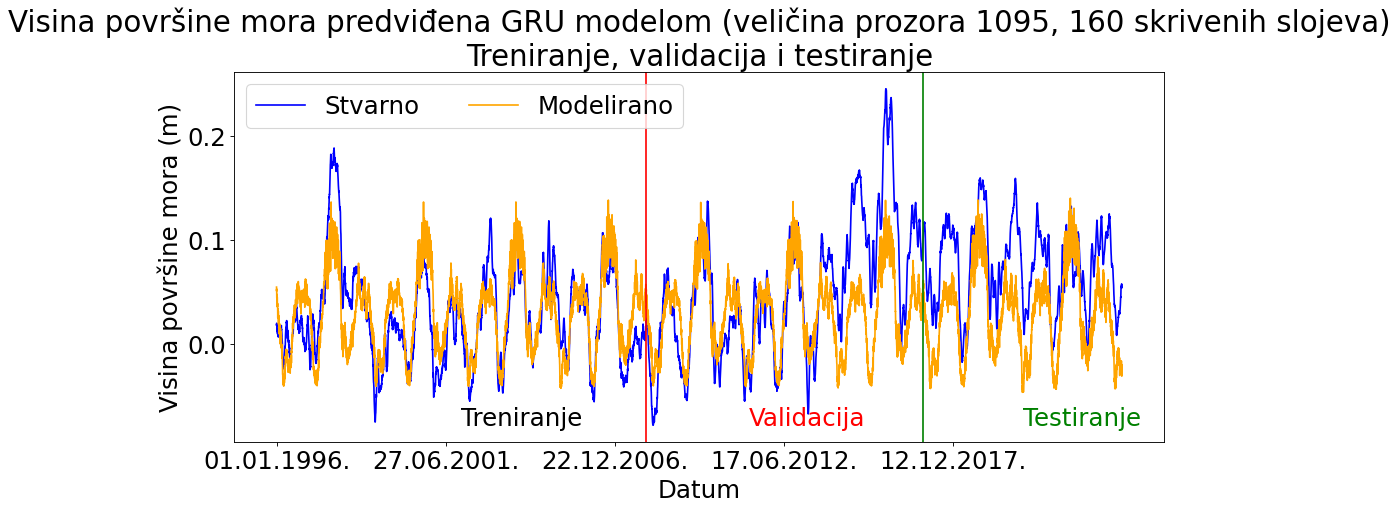 Visina površine mora predviđena GRU modelom (veličina prozora 1095, 160 skrivenih slojeva)
Treniranje, validacija i testiranje
Stvarno
Modelirano
Visina površine mora (m)
0.2
0.1
0.0
Treniranje
Validacija
Testiranje
01.01.1996.
27.06.2001.
22.12.2006.
17.06.2012.
12.12.2017.
Datum